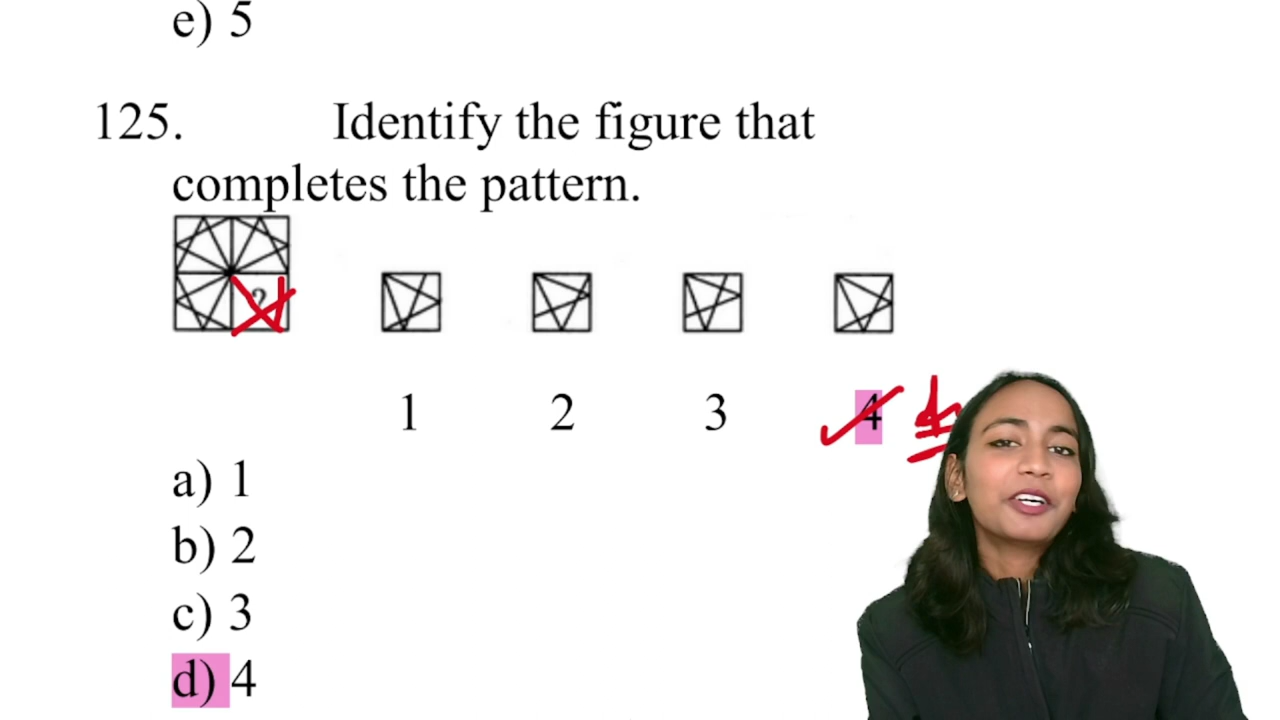 e) 5
125. Identify the figure that
completes the pattern.
?
1 2 3 4
a) 1
b) 2
c) 3
d) 4